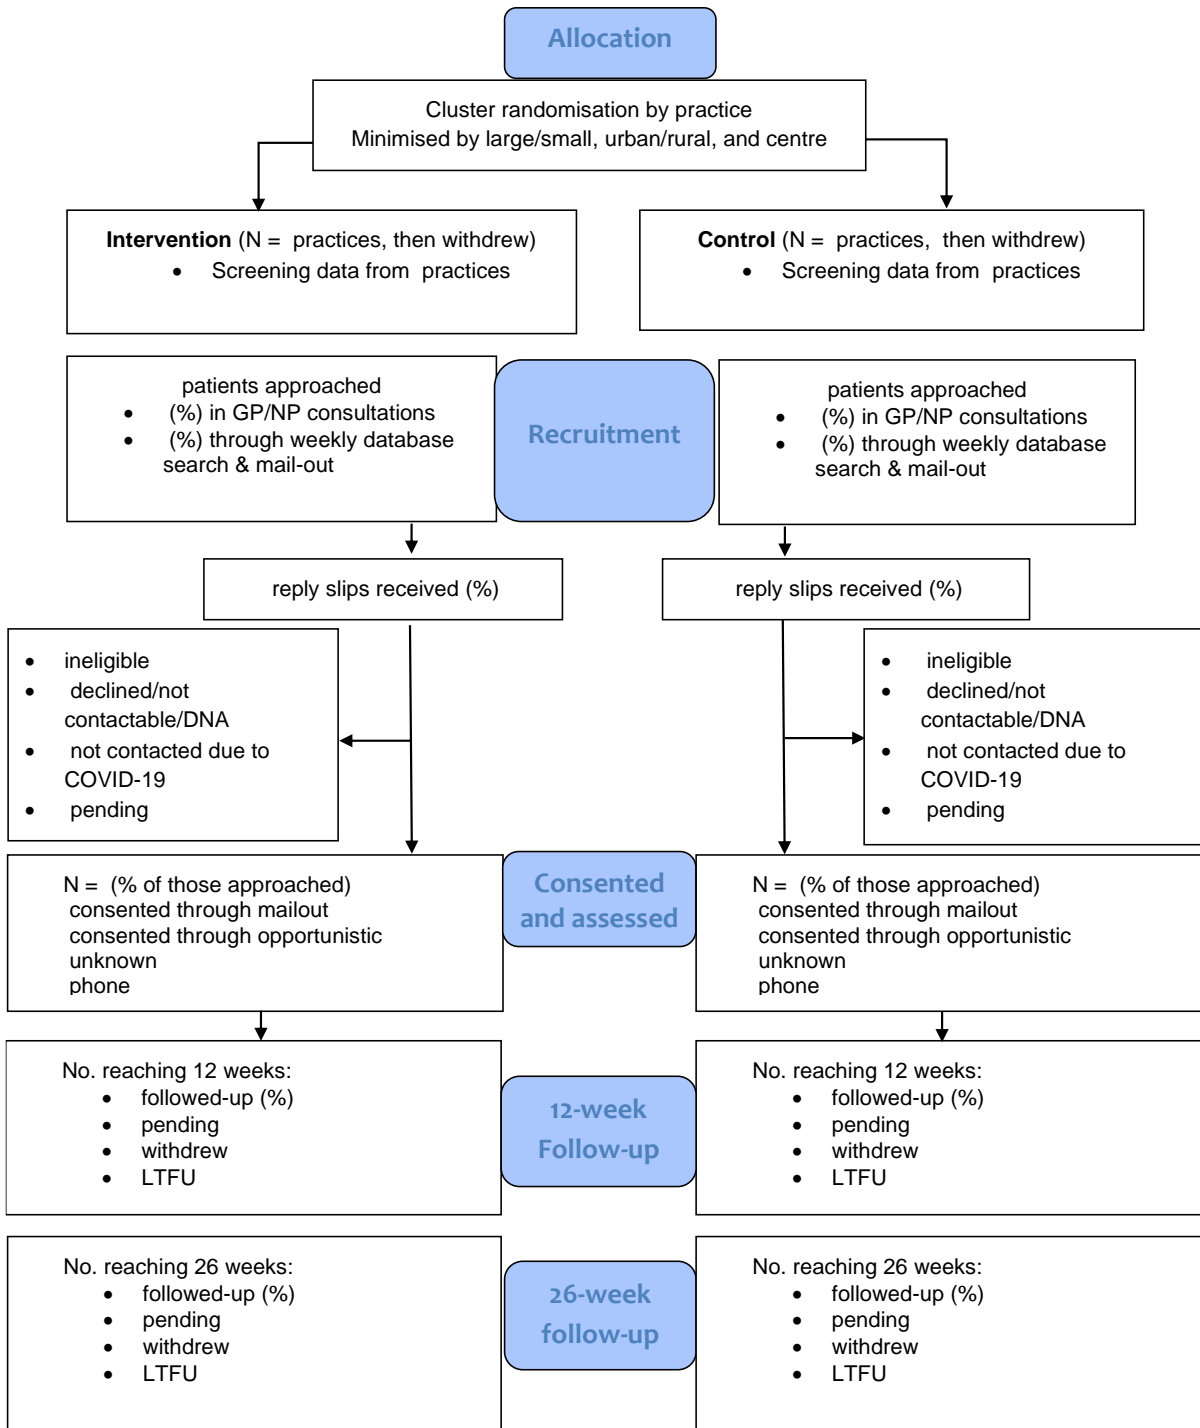 Allocation
Cluster randomisation by practice
Minimised by large/small, urban/rural, and centre
Intervention (N = practices, then withdrew)
• Screening data from practices
Control (N = practices, then withdrew)
• Screening data from practices
patients approached
• (%) in GP/NP consultations
• (%) through weekly database
search & mail-out
Recruitment
patients approached
• (%) in GP/NP consultations
• (%) through weekly database
search & mail-out
reply slips received (%)
reply slips received (%)
• ineligible
• declined/not
contactable/DNA
• not contacted due to
COVID-19
• pending
• ineligible
• declined/not
contactable/DNA
• not contacted due to
COVID-19
• pending
N = (% of those approached)
consented through mailout
consented through opportunistic
unknown
phone
Consented
and assessed
N = (% of those approached)
consented through mailout
consented through opportunistic
unknown
phone
No. reaching 12 weeks:
• followed-up (%)
• pending
• withdrew
• LTFU
12-week
Follow-up
No. reaching 12 weeks:
• followed-up (%)
• pending
• withdrew
• LTFU
No. reaching 26 weeks:
• followed-up (%)
• pending
• withdrew
• LTFU
26-week
follow-up
No. reaching 26 weeks:
• followed-up (%)
• pending
• withdrew
• LTFU